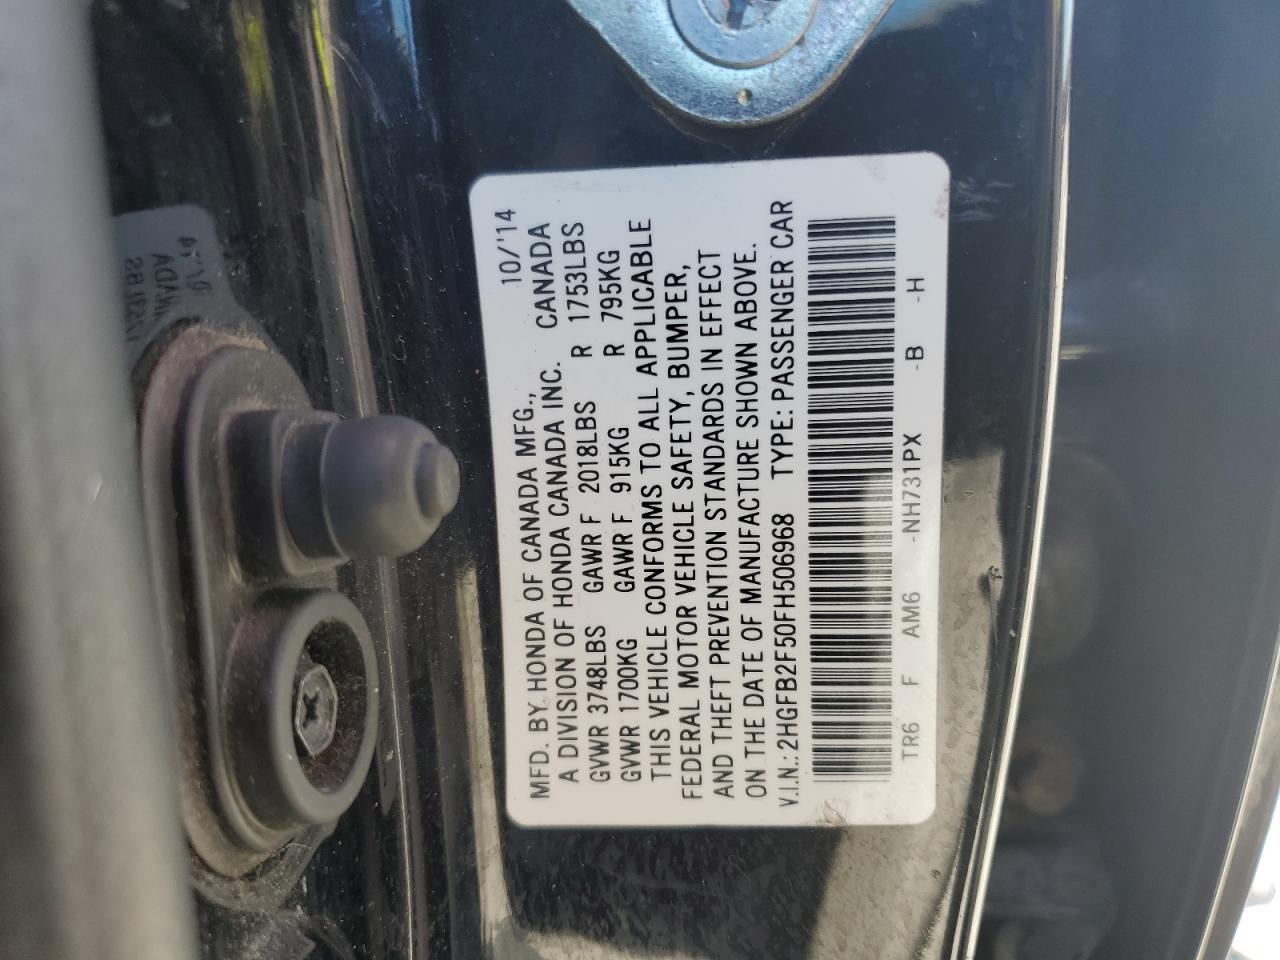 10/'14
MFD. BY HONDA OF CANADA MFG.,
A DIVISION OF HONDA CANADA INC. CANADA
GVWR 3748LBS GAWR F 2018LBS R 1753LBS
GVWR 1700KG GAWR F 915KG R 795KG
THIS VEHICLE CONFORMS TO ALL APPLICABLE
FEDERAL MOTOR VEHICLE SAFETY, BUMPER,
AND THEFT PREVENTION STANDARDS IN EFFECT
ON THE DATE OF MANUFACTURE SHOWN ABOVE.
V.I.N.: 2HGFB2F50FH506968 TYPE: PASSENGER CAR
TR6 F AM6 -NH731PX -B -H